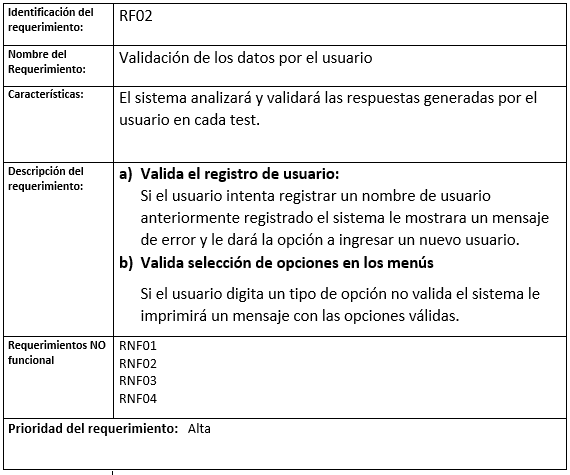 Identificación del
requerimiento:
RF02
Nombre del
Requerimiento:
Validación de los datos por el usuario
Características:
El sistema analizará y validará las respuestas generadas por el
usuario en cada test.
Descripción del
requerimiento:
a) Valida el registro de usuario:
Si el usuario intenta registrar un nombre de usuario
anteriormente registrado el sistema le mostrara un mensaje
de error y le dará la opción a ingresar un nuevo usuario.
b) Valida selección de opciones en los menús
Si el usuario digita un tipo de opción no valida el sistema le
imprimirá un mensaje con las opciones válidas.
Requerimientos NO
funcional
RNF01
RNF02
RNF03
RNF04
Prioridad del requerimiento: Alta